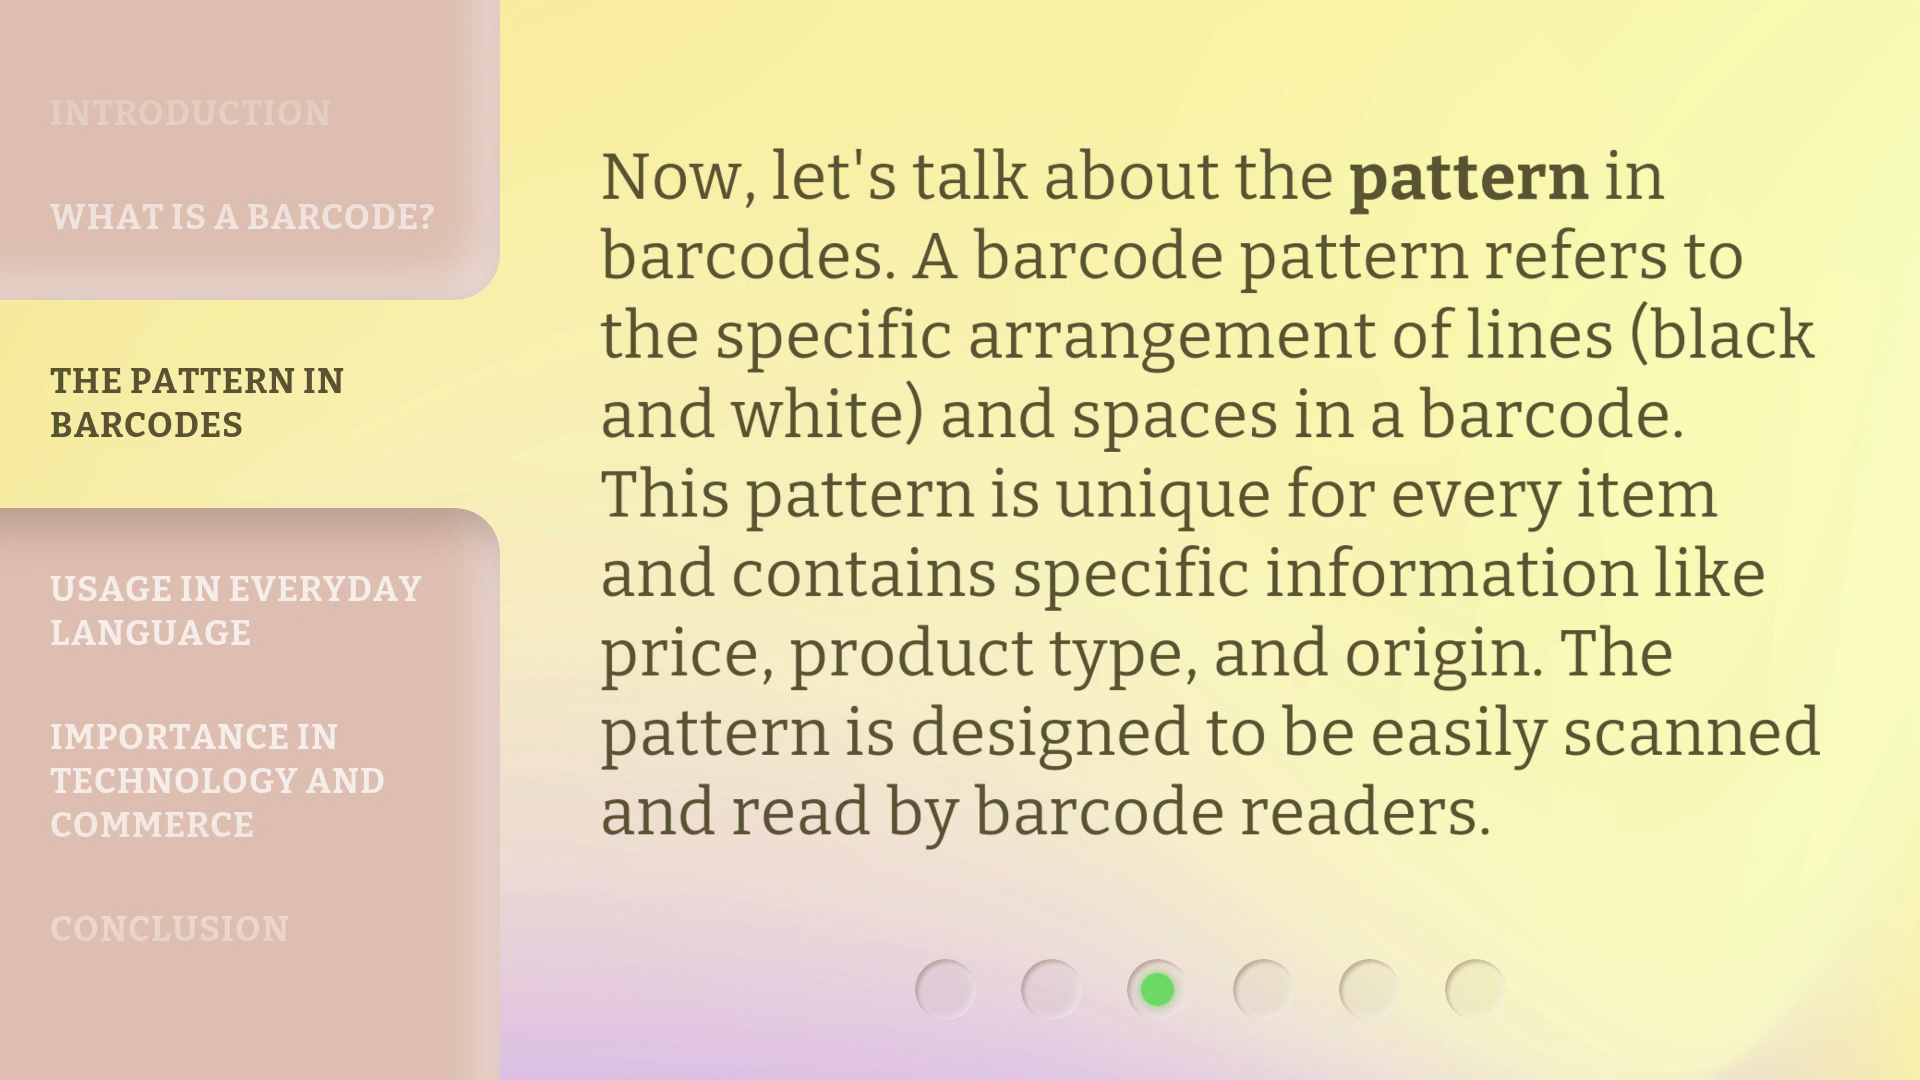 INTRODUCTION
WHAT IS A BARCODE?
THE PATTERN IN
BARCODES
USAGE IN EVERYDAY
LANGUAGE
IMPORTANCE IN
TECHNOLOGY AND
COMMERCE
CONCLUSION
Now, let's talk about the pattern in
barcodes. A barcode pattern refers to
the specific arrangement of lines (black
and white) and spaces in a barcode.
This pattern is unique for every item
and contains specific information like
price, product type, and origin. The
pattern is designed to be easily scanned
and read by barcode readers.